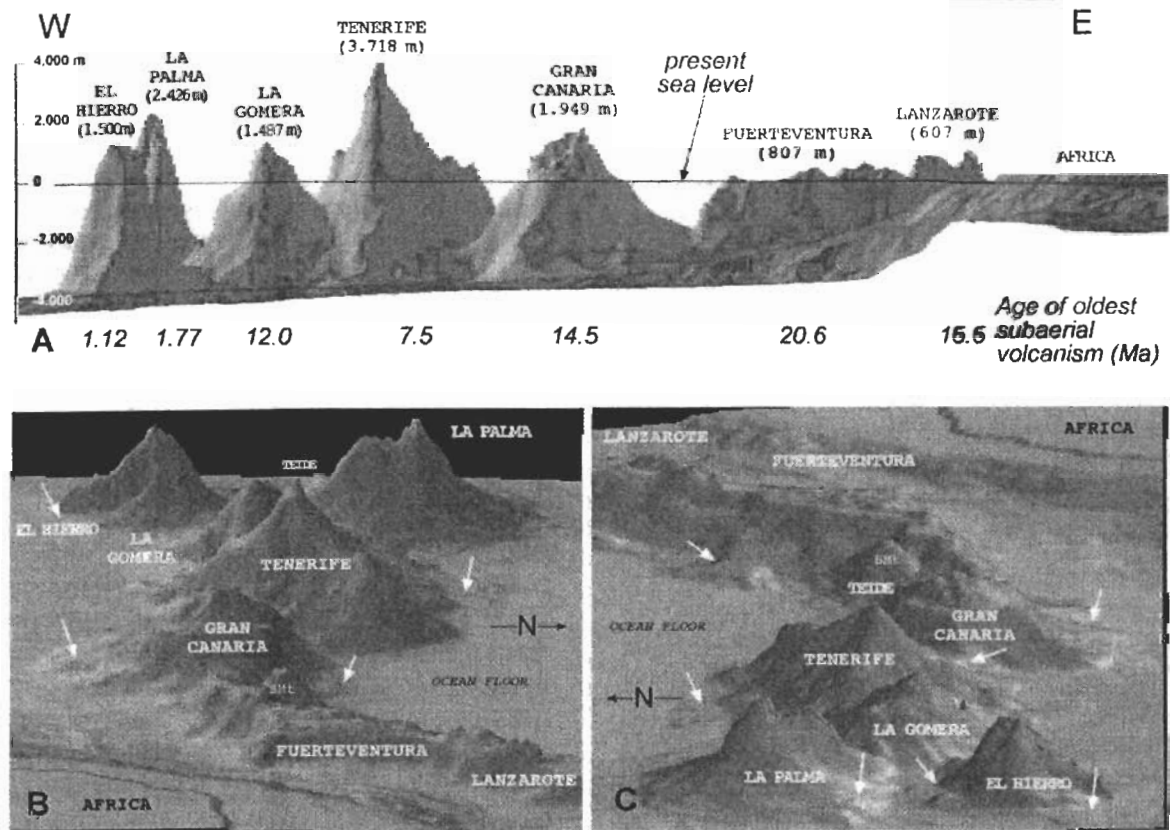 W
E
TENERIFE
(3.718 m)
4,000 m
LA
PALMA
(2.426m)
EL
HIERRO
(1.500m)
LA
GOMERA
(1.487m)
GRAN
CANARIA
(1.949 m)
present
sea level
FUERTEVENTURA
(807 m)
LANZAROTE
(607 m)
AFRICA
2.000
0
-2.000
A
1.12
1.77
12.0
7.5
14.5
20.6
Age of oldest
subaerial
volcanism (Ma)
LA PALMA
TEIDE
EL HIERRO
LA
GOMERA
TENERIFE
GRAN
CANARIA
N
OCEAN FLOOR
FUERTEVENTURA
LANZAROTE
B
AFRICA
AFRICA
LANZAROTE
FUERTEVENTURA
TEIDE
OCEAN FLOOR
GRAN
CANARIA
TENERIFE
N
LA GOMERA
LA PALMA
C
EL HIERRO